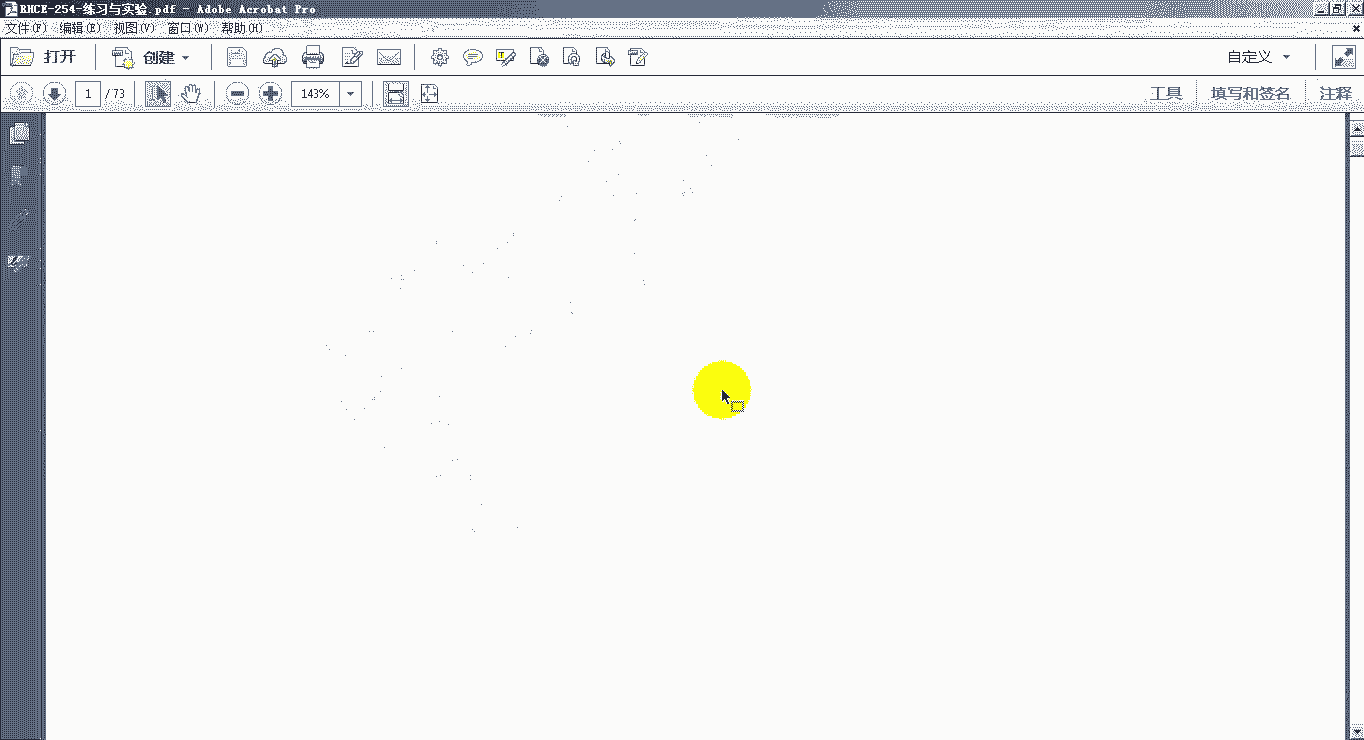 RHCE-254-练习与实验.pdf - Adobe Acrobat Pro
文件(F) 编辑(E) 视图(V) 窗口(W) 帮助(H)
打开 创建 自定义
1 / 73 143% 工具 填写和签名 注释